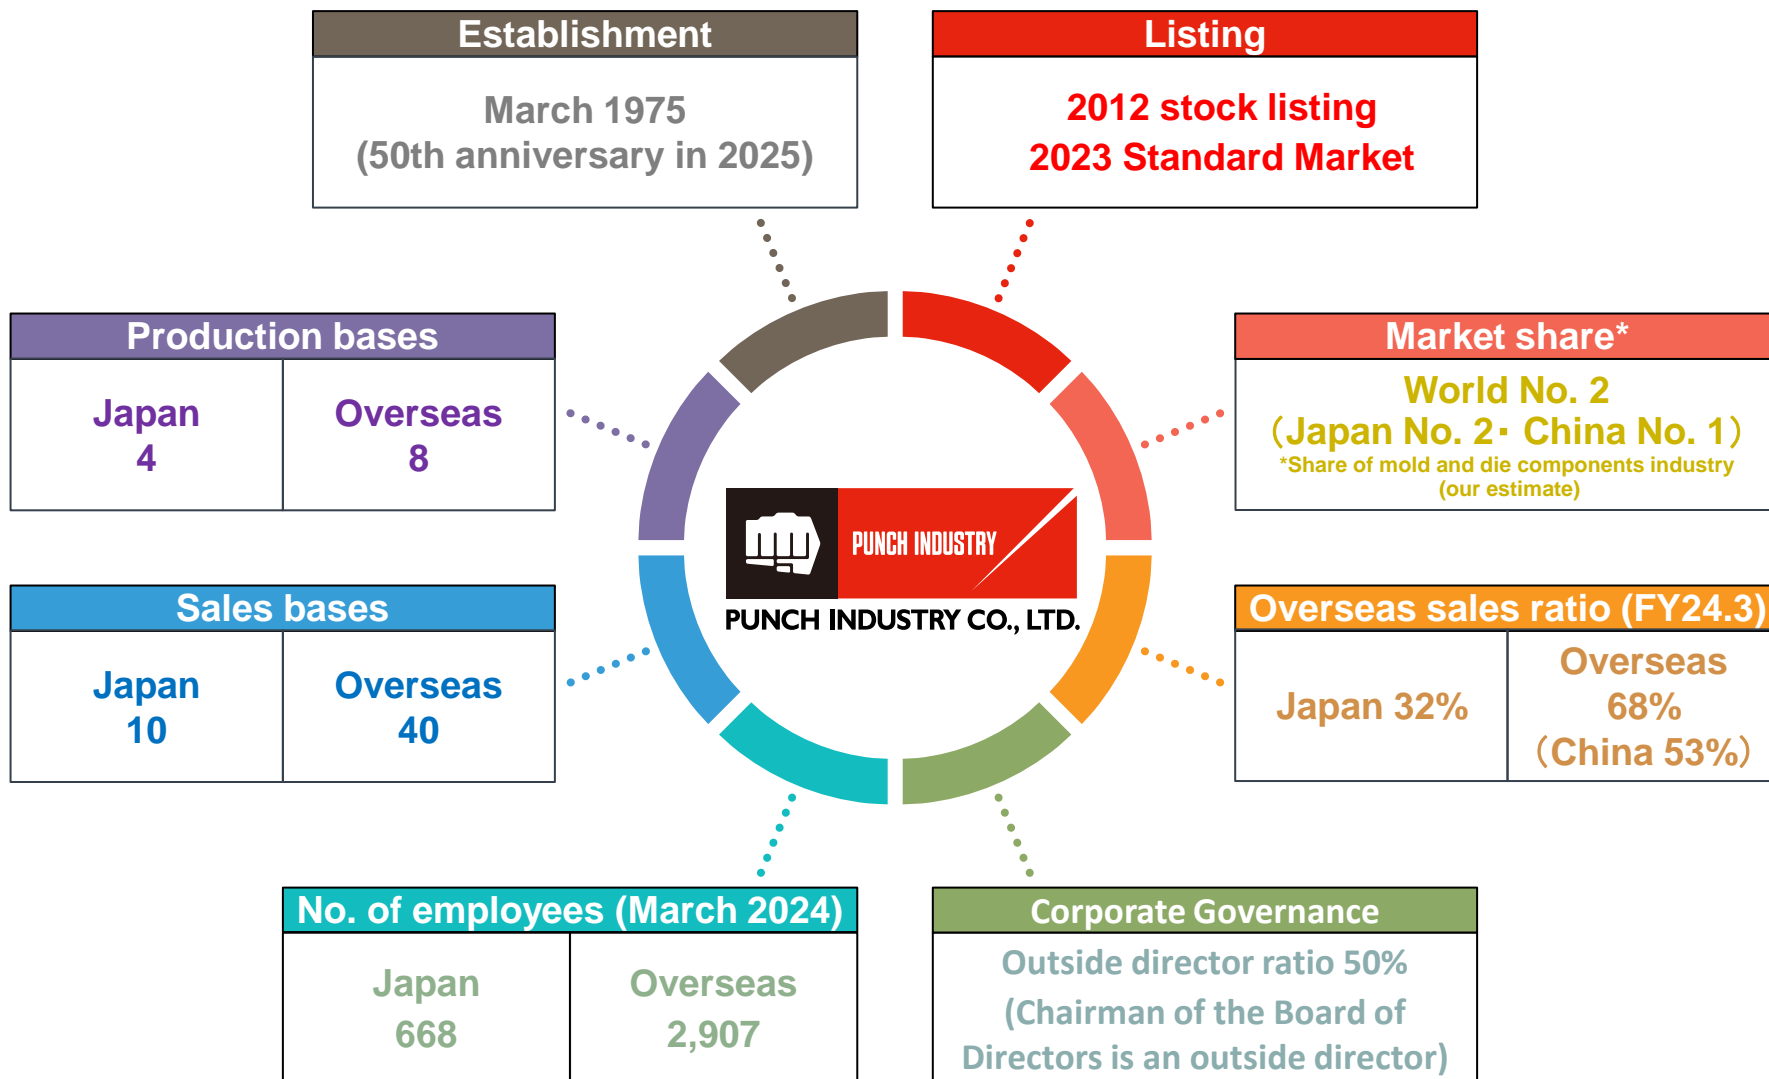 Establishment
March 1975
(50th anniversary in 2025)
Listing
2012 stock listing
2023 Standard Market
Production bases
Japan
4
Overseas
8
Market share*
World No. 2
（Japan No. 2・ China No. 1）
*Share of mold and die components industry
(our estimate)
PUNCH INDUSTRY
PUNCH INDUSTRY CO., LTD.
Sales bases
Japan
10
Overseas
40
Overseas sales ratio (FY24.3)
Japan 32%
Overseas
68%
（China 53%）
No. of employees (March 2024)
Japan
668
Overseas
2,907
Corporate Governance
Outside director ratio 50%
(Chairman of the Board of
Directors is an outside director)